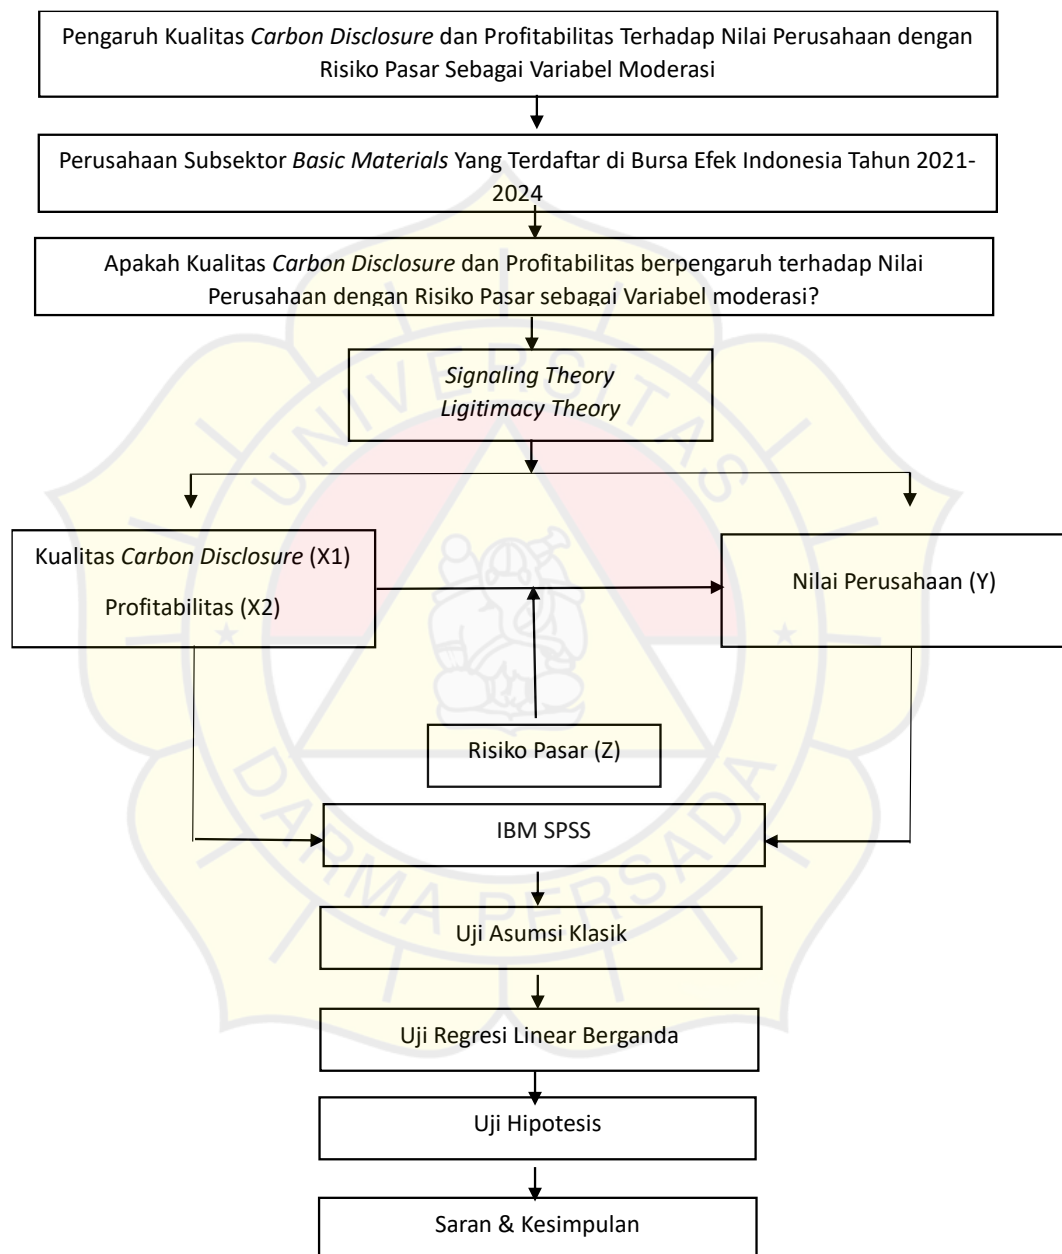 Pengaruh Kualitas Carbon Disclosure dan Profitabilitas Terhadap Nilai Perusahaan dengan
Risiko Pasar Sebagai Variabel Moderasi
Perusahaan Subsektor Basic Materials Yang Terdaftar di Bursa Efek Indonesia Tahun 2021-
2024
Apakah Kualitas Carbon Disclosure dan Profitabilitas berpengaruh terhadap Nilai
Perusahaan dengan Risiko Pasar sebagai Variabel moderasi?
Signaling Theory
Ligitimacy Theory
Kualitas Carbon Disclosure (X1)
Profitabilitas (X2)
Nilai Perusahaan (Y)
Risiko Pasar (Z)
IBM SPSS
Uji Asumsi Klasik
Uji Regresi Linear Berganda
Uji Hipotesis
Saran & Kesimpulan
UNIVERSITAS
DARMA PERSADA